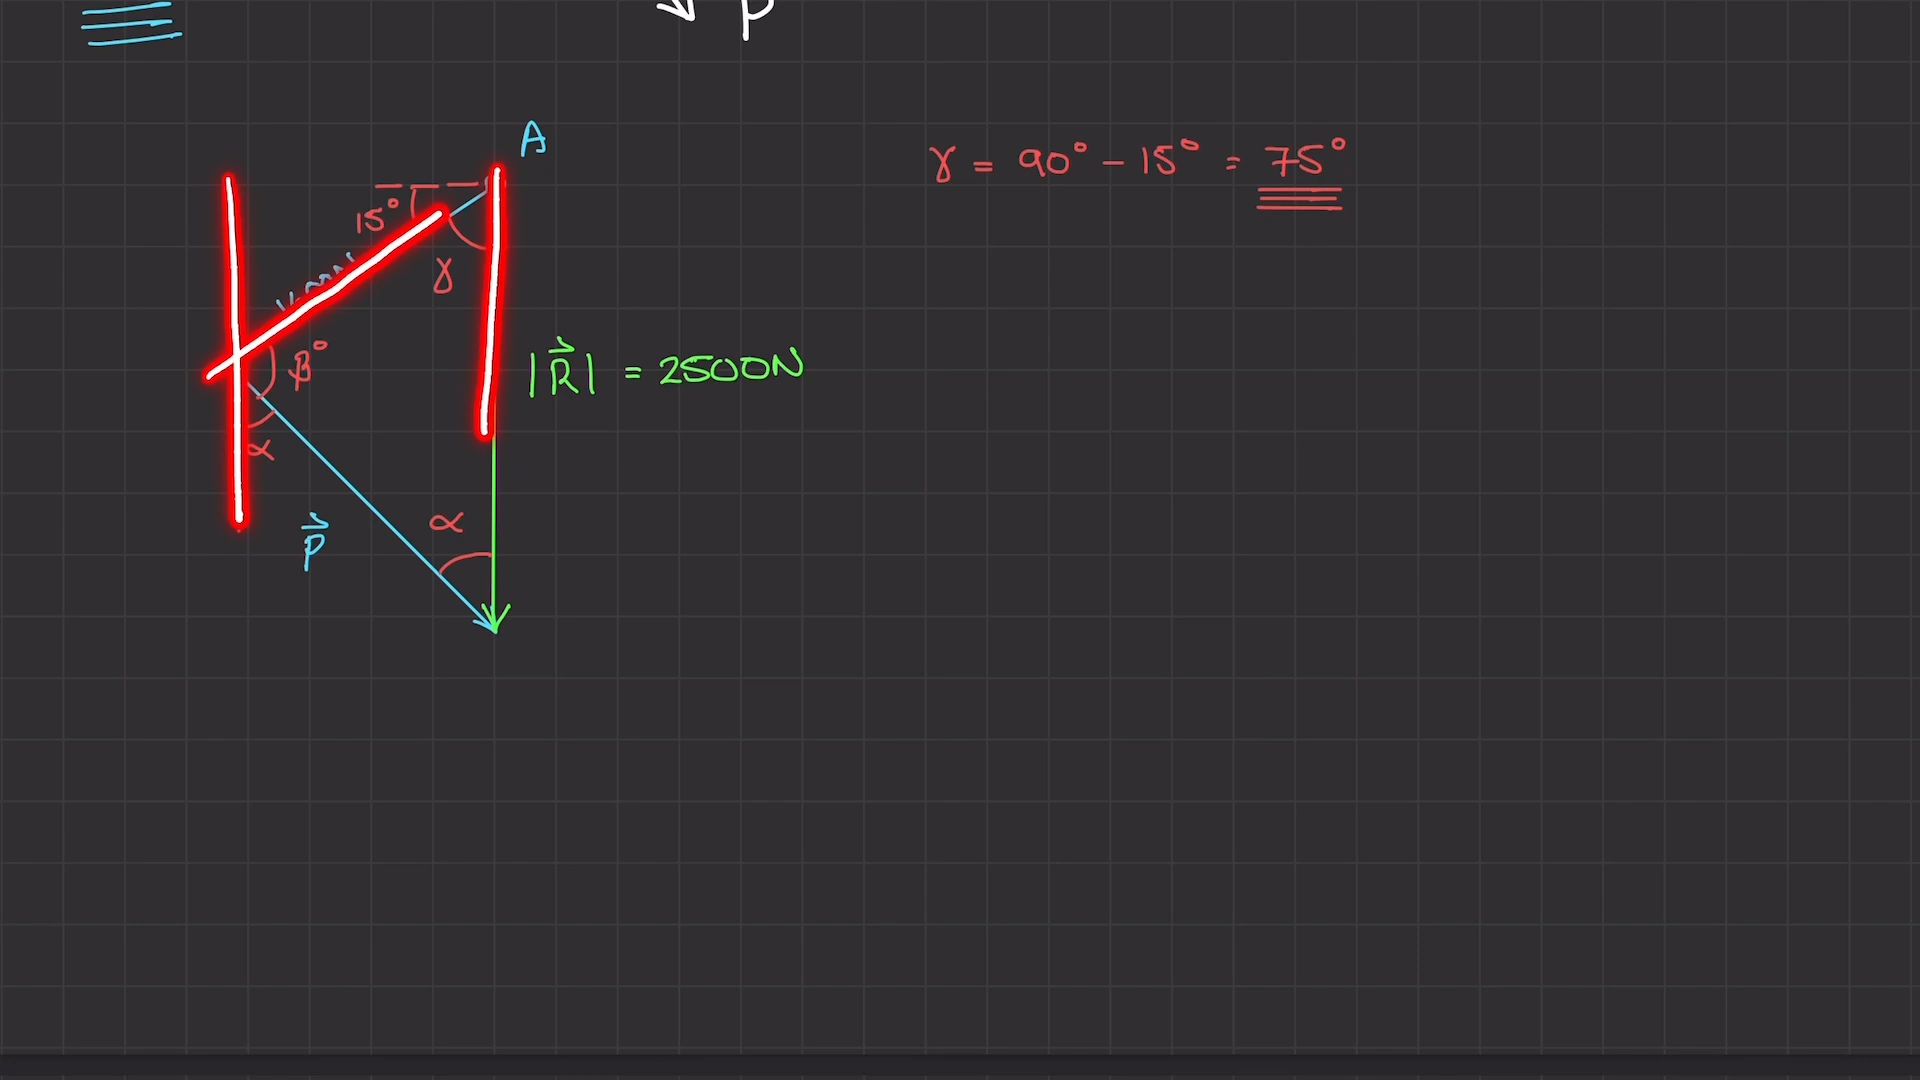 p
A
γ = 90° − 15° = 75°
15°
γ
β°
|R⃗| = 2500N
α
α
p⃗